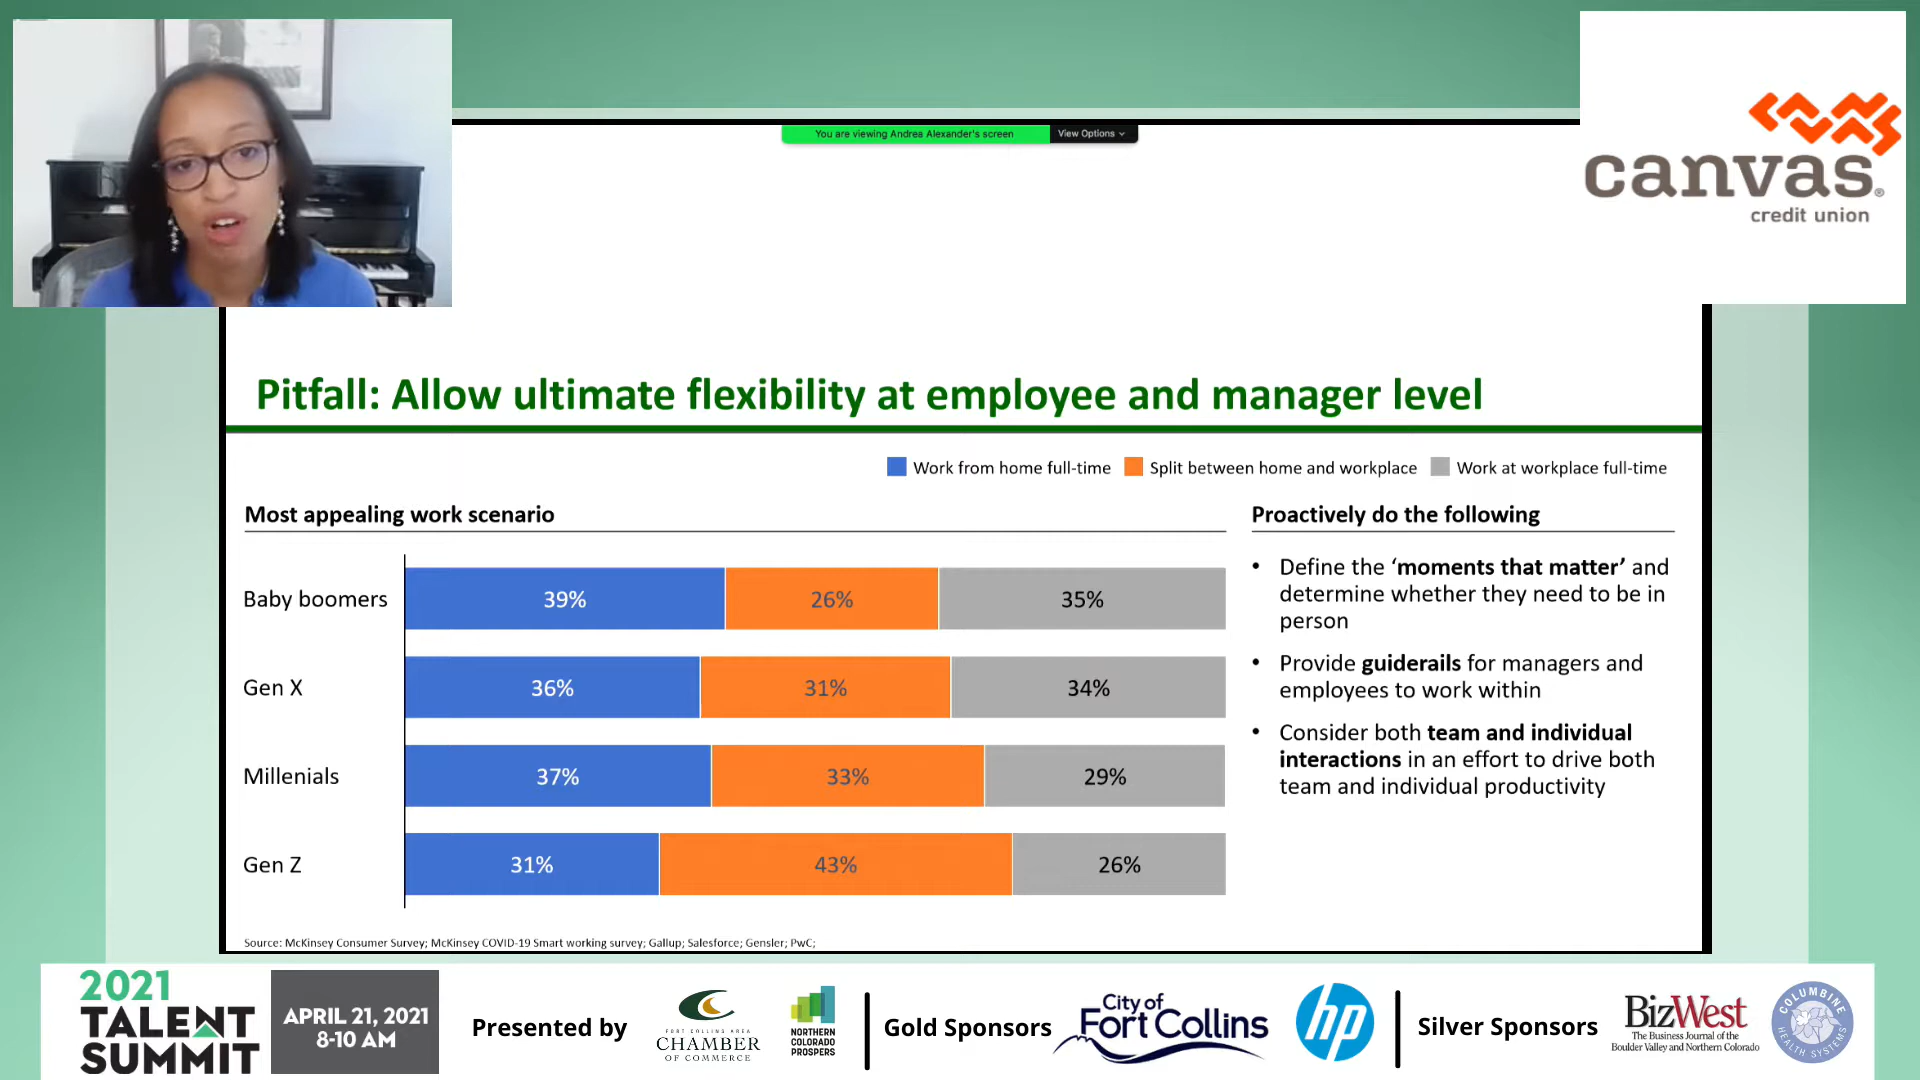 You are viewing Andrea Alexander's screen
View Options
canvas®
credit union
Pitfall: Allow ultimate flexibility at employee and manager level
Work from home full-time
Split between home and workplace
Work at workplace full-time
Most appealing work scenario
Baby boomers
39%
26%
35%
Gen X
36%
31%
34%
Millenials
37%
33%
29%
Gen Z
31%
43%
26%
Proactively do the following
• Define the ‘moments that matter’ and
determine whether they need to be in
person
• Provide guiderails for managers and
employees to work within
• Consider both team and individual
interactions in an effort to drive both
team and individual productivity
Source: McKinsey Consumer Survey; McKinsey COVID-19 Smart working survey; Gallup; Salesforce; Gensler; PwC;
2021
TALENT
SUMMIT
APRIL 21, 2021
8-10 AM
Presented by
FORT COLLINS AREA
CHAMBER
OF COMMERCE
NORTHERN
COLORADO
PROSPERS
Gold Sponsors
City of
Fort Collins
hp
Silver Sponsors
BizWest
The Business Journal of the
Boulder Valley and Northern Colorado
COLUMBINE
HEALTH SYSTEMS